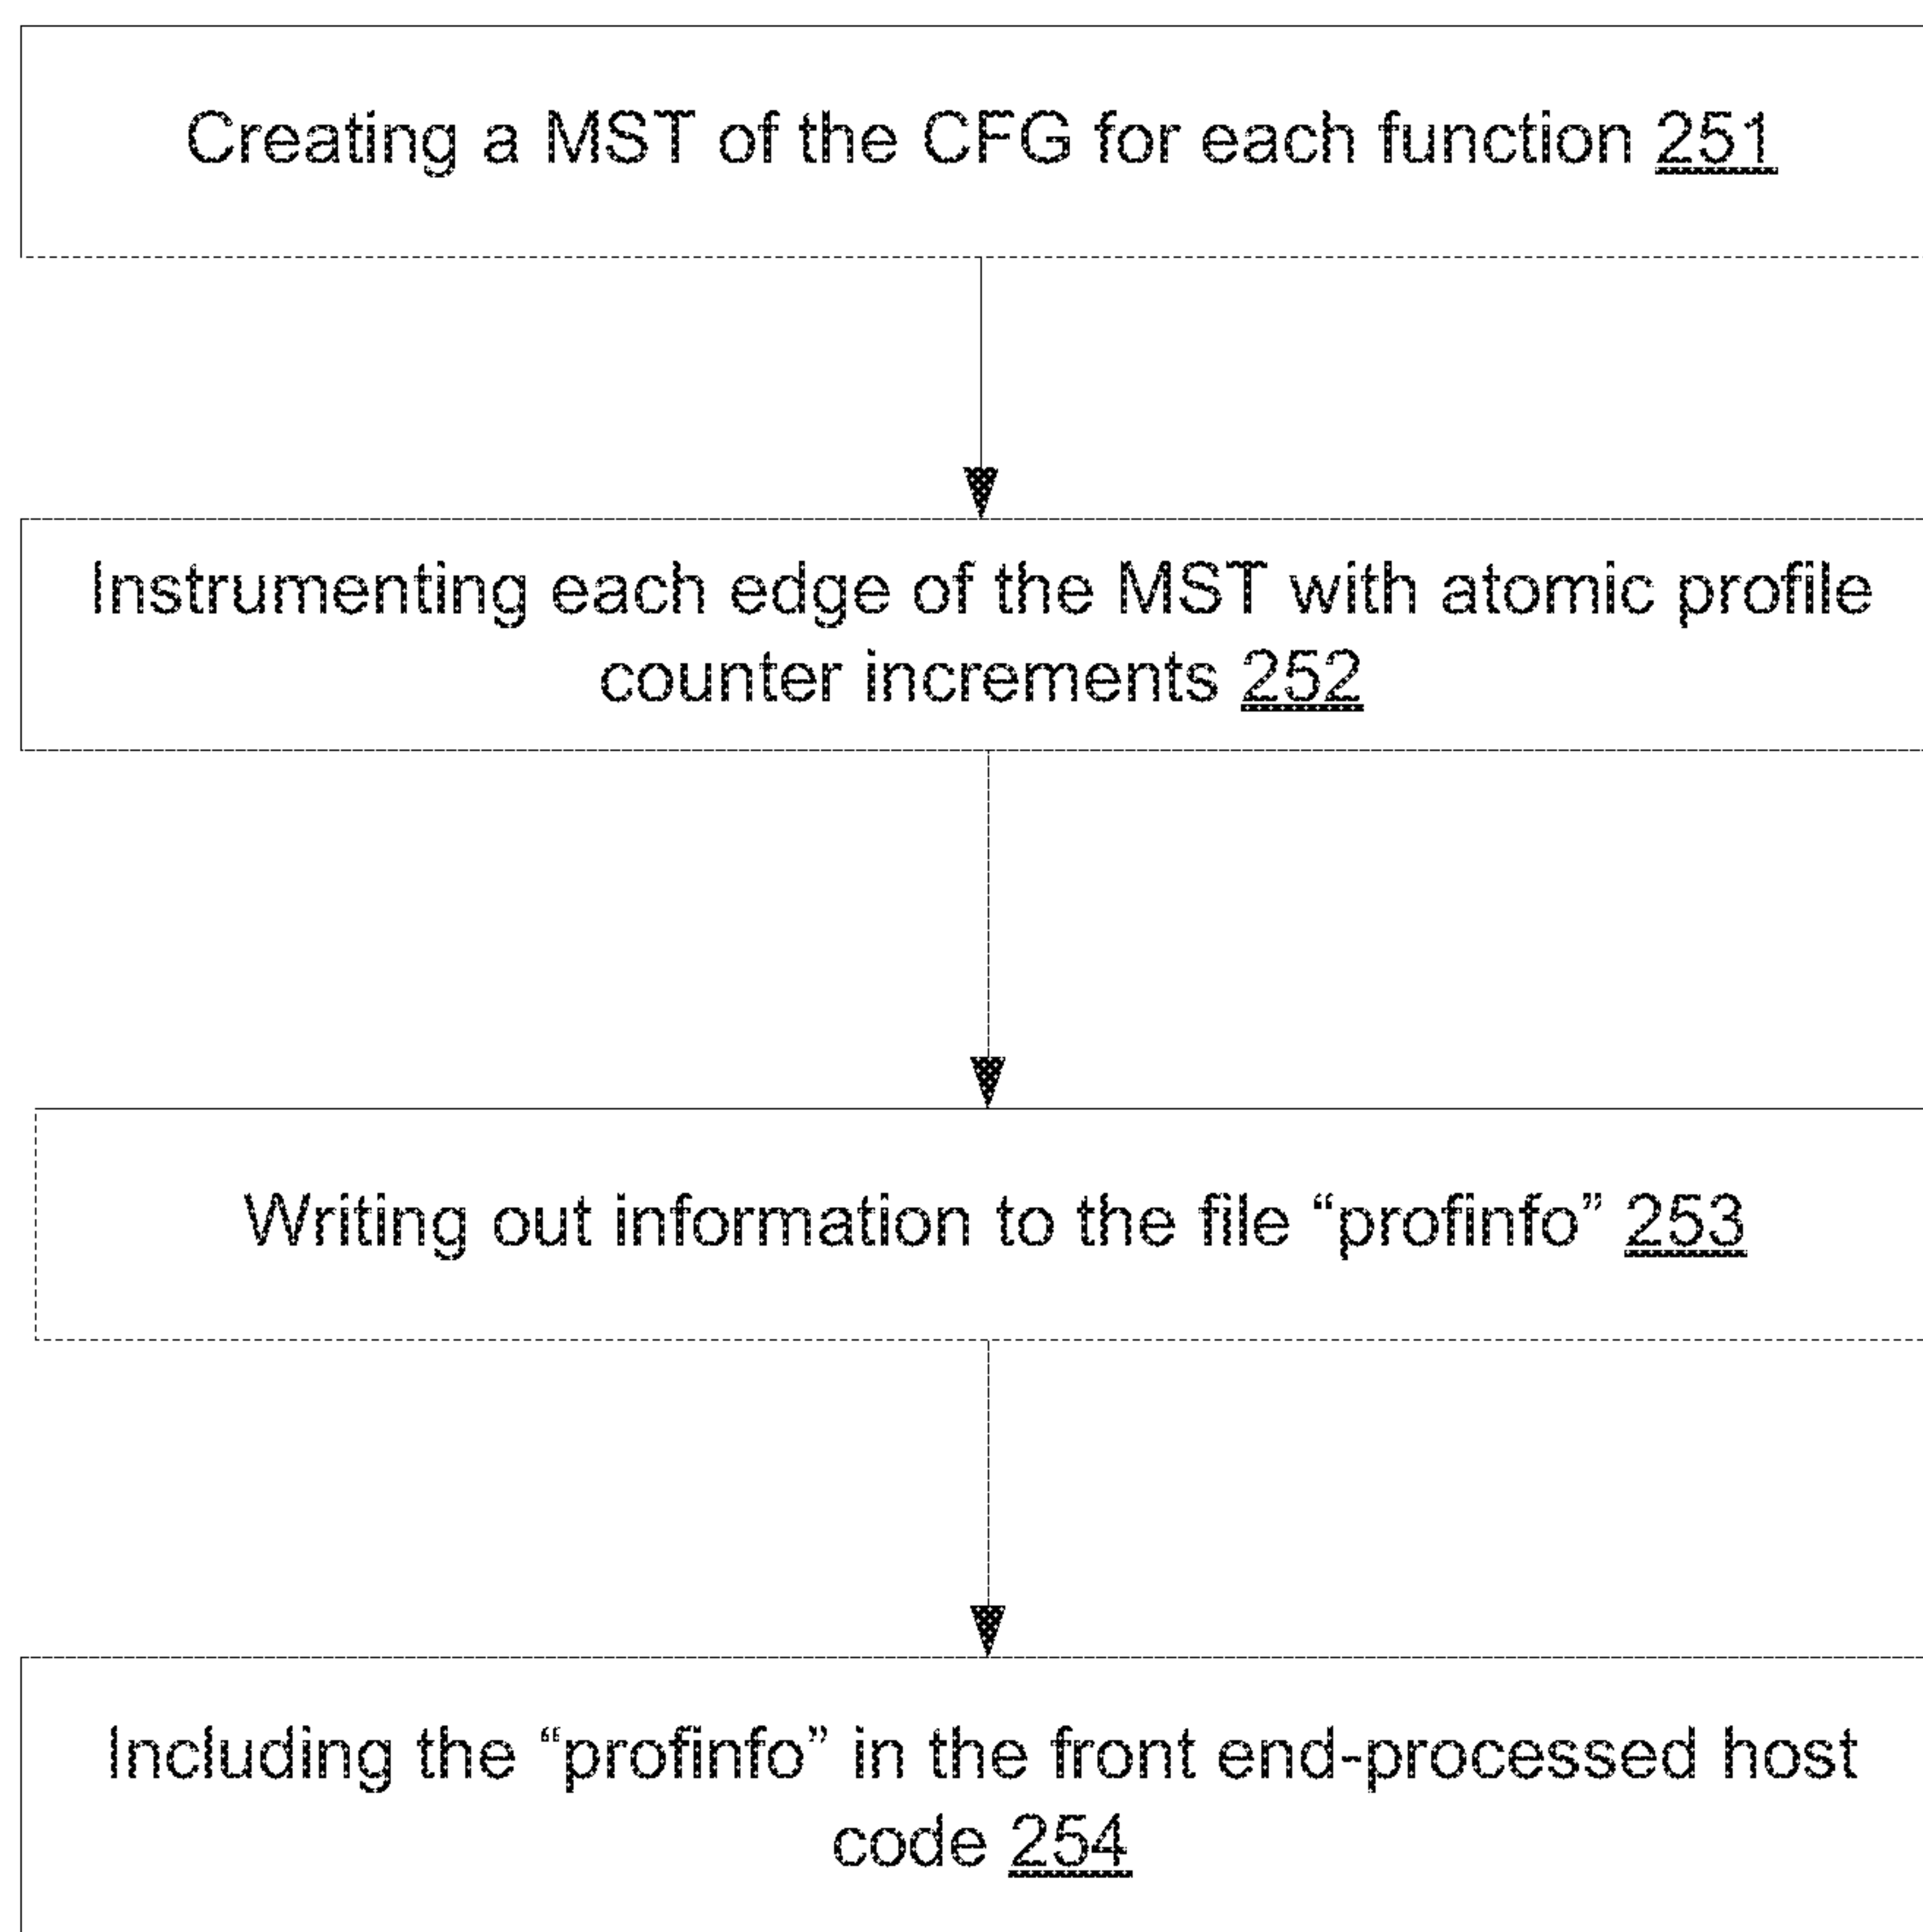 Creating a MST of the CFG for each function 251
Instrumenting each edge of the MST with atomic profile
counter increments 252
Writing out information to the file “profinfo” 253
Including the “profinfo” in the front end-processed host
code 254